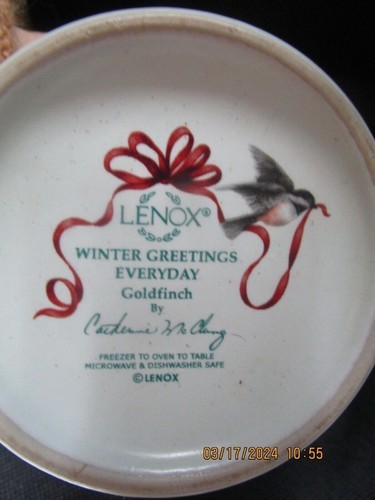 LENOX®
WINTER GREETINGS
EVERYDAY
Goldfinch
By
Catherine McClung
FREEZER TO OVEN TO TABLE
MICROWAVE & DISHWASHER SAFE
©LENOX
03/17/2024 10:55